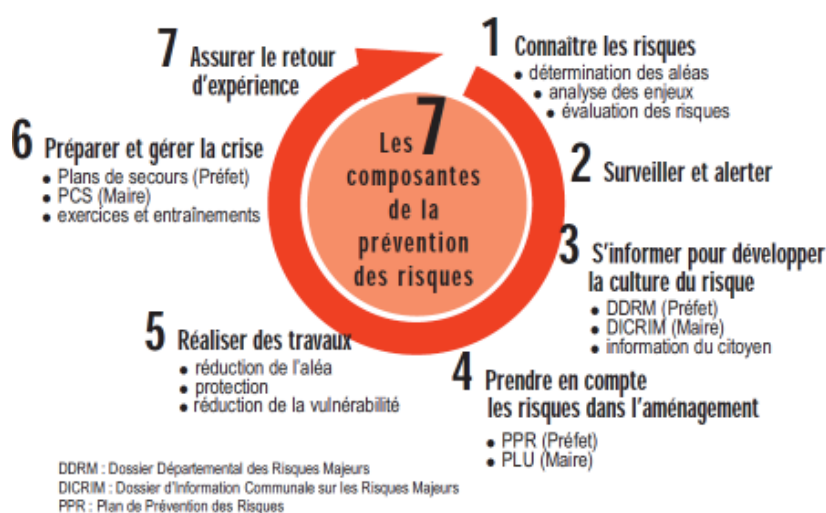 Les 7
composantes
de la
prévention
des risques
1 Connaître les risques
• détermination des aléas
• analyse des enjeux
• évaluation des risques
2 Surveiller et alerter
3 S'informer pour développer
la culture du risque
• DDRM (Préfet)
• DICRIM (Maire)
• information du citoyen
4 Prendre en compte
les risques dans l'aménagement
• PPR (Préfet)
• PLU (Maire)
5 Réaliser des travaux
• réduction de l'aléa
• protection
• réduction de la vulnérabilité
6 Préparer et gérer la crise
• Plans de secours (Préfet)
• PCS (Maire)
• exercices et entraînements
7 Assurer le retour
d'expérience
DDRM : Dossier Départemental des Risques Majeurs
DICRIM : Dossier d'Information Communale sur les Risques Majeurs
PPR : Plan de Prévention des Risques